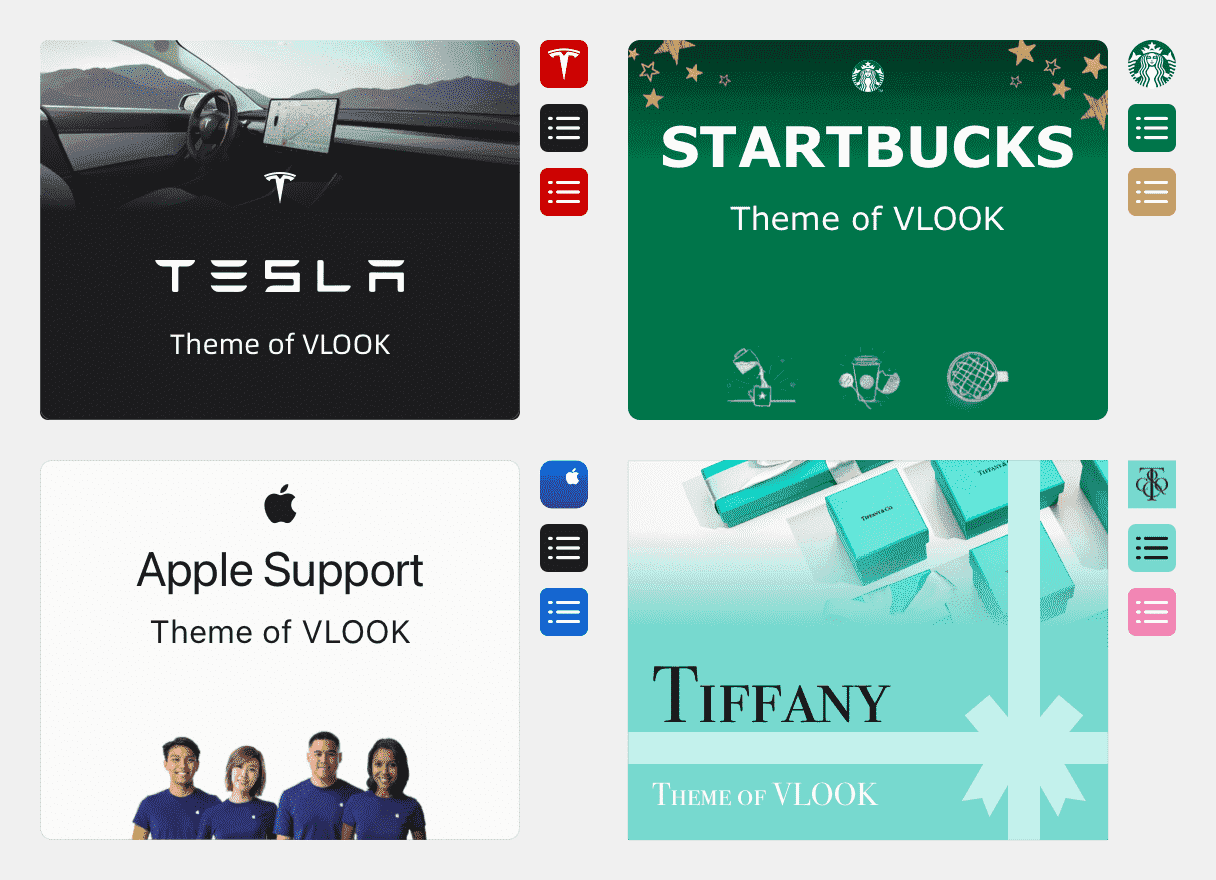 TESLA
Theme of VLOOK
STARTBUCKS
Theme of VLOOK
Apple Support
Theme of VLOOK
TIFFANY & CO.
TIFFANY &
TIFFANY
THEME OF VLOOK